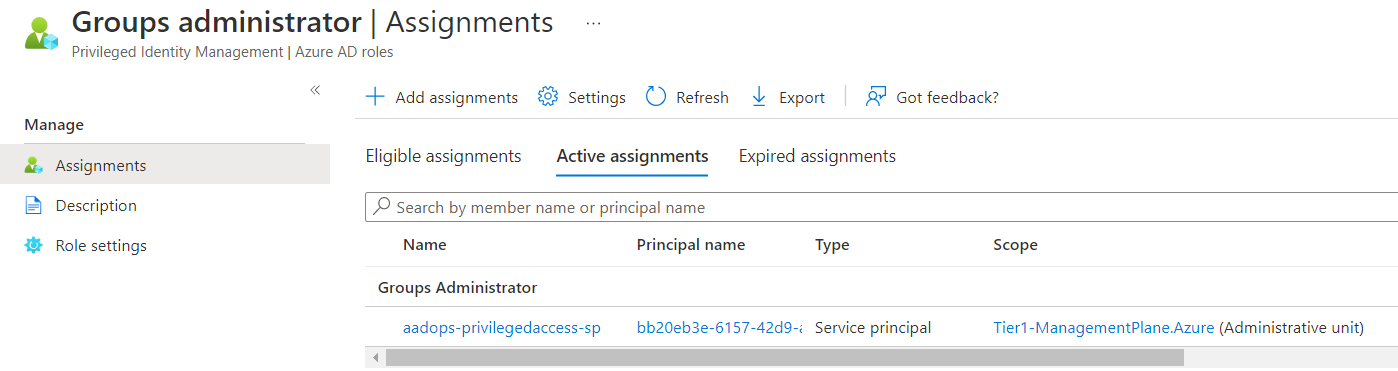 Groups administrator | Assignments ...
Privileged Identity Management | Azure AD roles
«
Add assignments Settings Refresh Export Got feedback?
Manage
Assignments
Description
Role settings
Eligible assignments Active assignments Expired assignments
Search by member name or principal name
Name Principal name Type Scope
Groups Administrator
aadops-privilegedaccess-sp bb20eb3e-6157-42d9-a Service principal Tier1-ManagementPlane.Azure (Administrative unit)